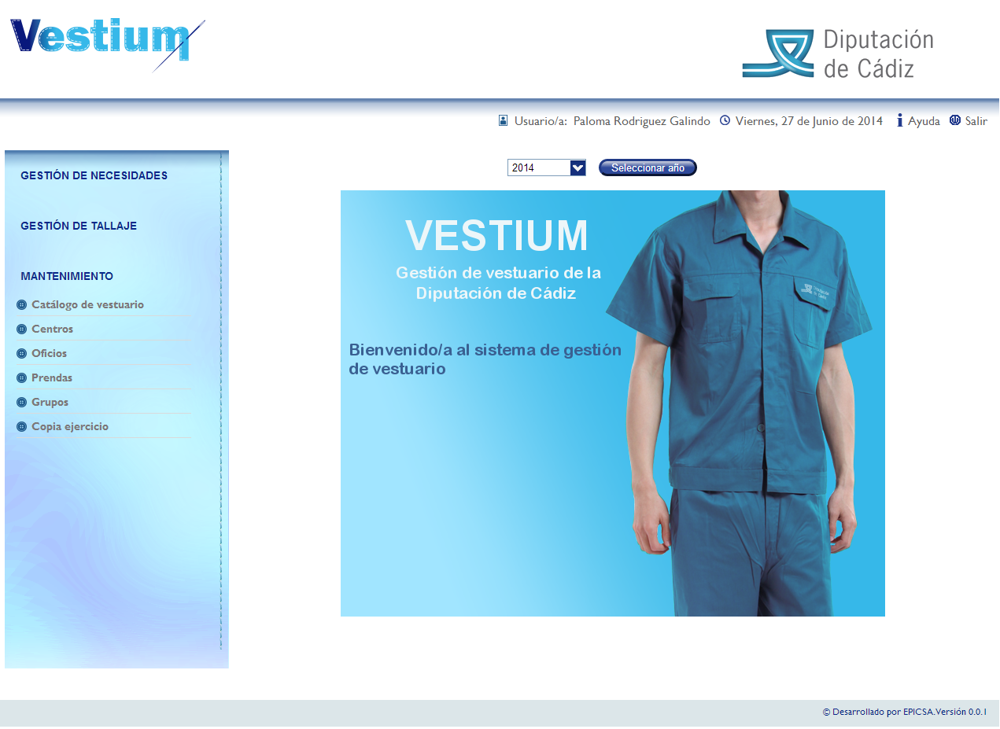 Vestium
Diputación
de Cádiz
Usuario/a: Paloma Rodriguez Galindo Viernes, 27 de Junio de 2014 Ayuda Salir
2014 Seleccionar año
GESTIÓN DE NECESIDADES
GESTIÓN DE TALLAJE
MANTENIMIENTO
Catálogo de vestuario
Centros
Oficios
Prendas
Grupos
Copia ejercicio
VESTIUM
Gestión de vestuario de la
Diputación de Cádiz
Bienvenido/a al sistema de gestión
de vestuario
Diputación
de Cádiz
© Desarrollado por EPICSA.Versión 0.0.1